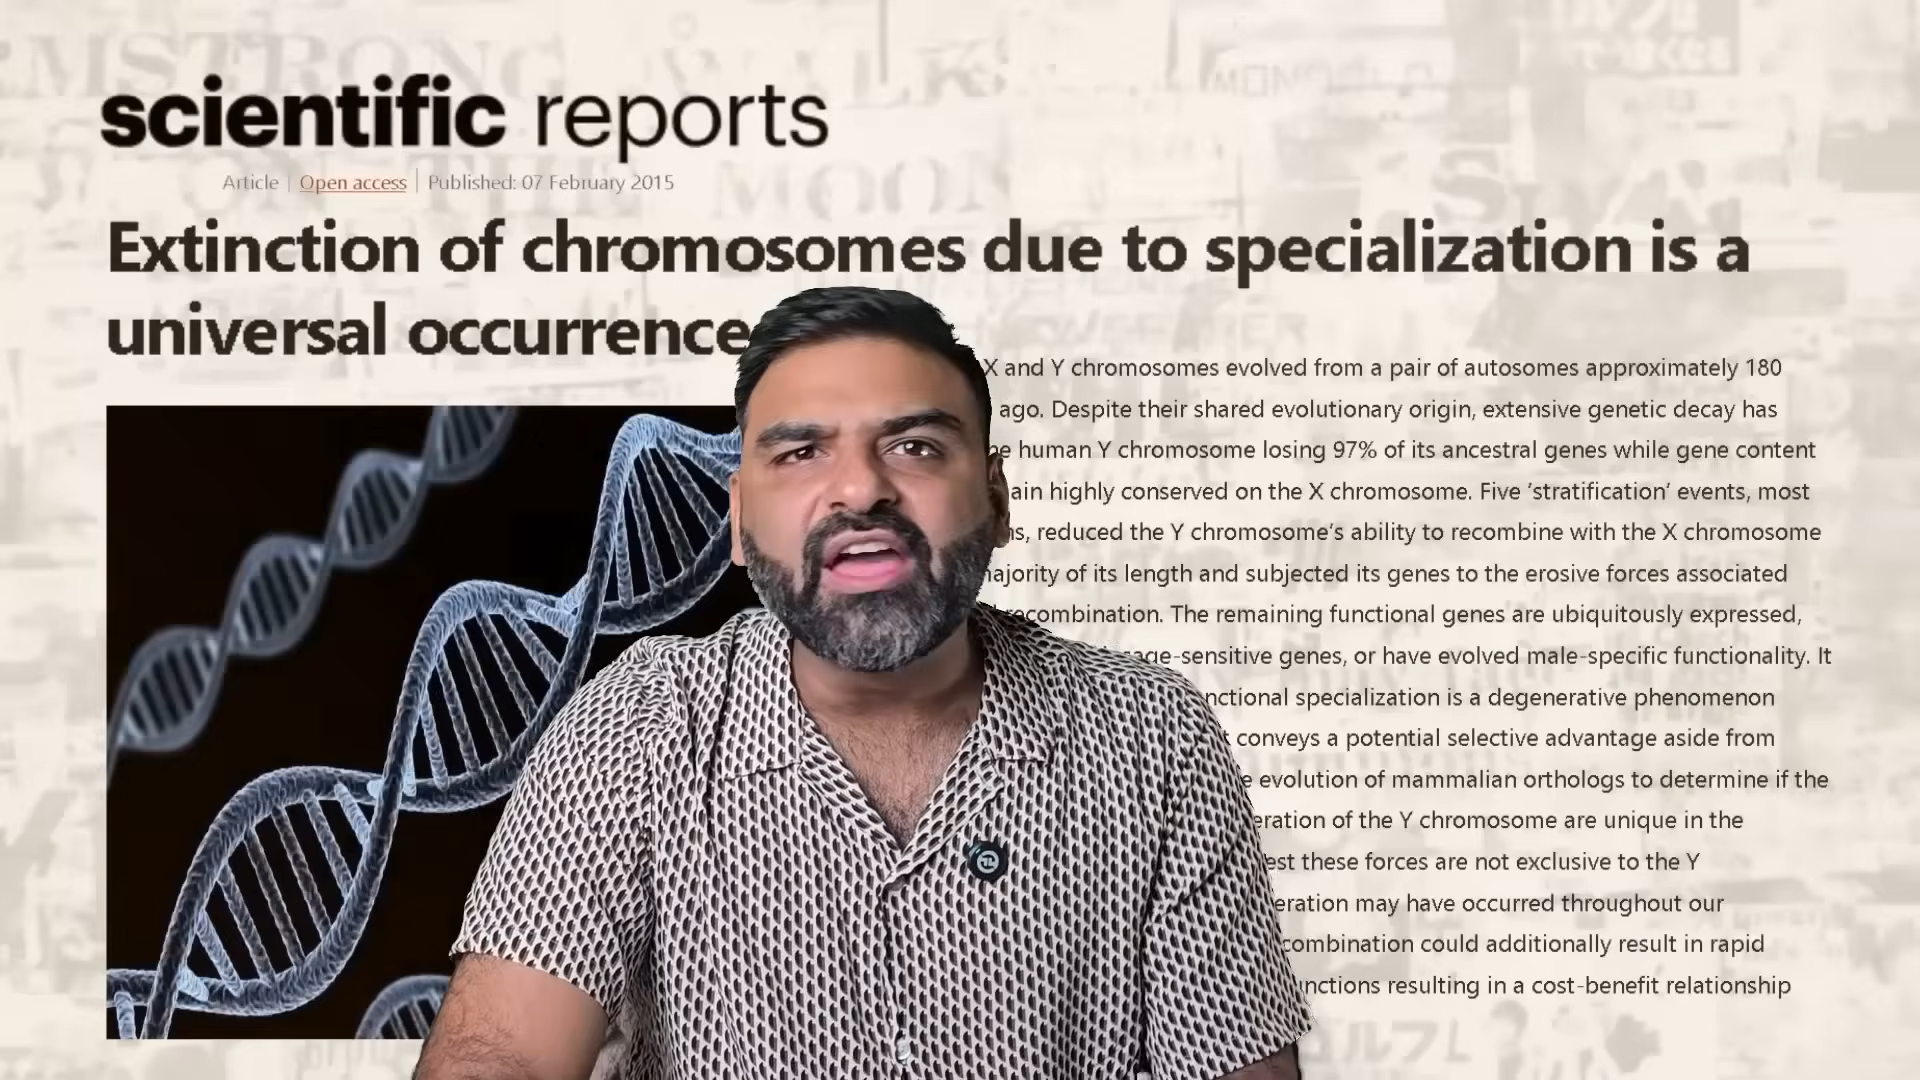 scientific reports
Article | Open access | Published: 07 February 2015
Extinction of chromosomes due to specialization is a
universal occurrence
X and Y chromosomes evolved from a pair of autosomes approximately 180
ago. Despite their shared evolutionary origin, extensive genetic decay has
human Y chromosome losing 97% of its ancestral genes while gene content
highly conserved on the X chromosome. Five ‘stratification’ events, most
reduced the Y chromosome’s ability to recombine with the X chromosome
of its length and subjected its genes to the erosive forces associated
recombination. The remaining functional genes are ubiquitously expressed,
-sensitive genes, or have evolved male-specific functionality. It
specialization is a degenerative phenomenon
conveys a potential selective advantage aside from
evolution of mammalian orthologs to determine if the
of the Y chromosome are unique in the
these forces are not exclusive to the Y
may have occurred throughout our
could additionally result in rapid
resulting in a cost-benefit relationship